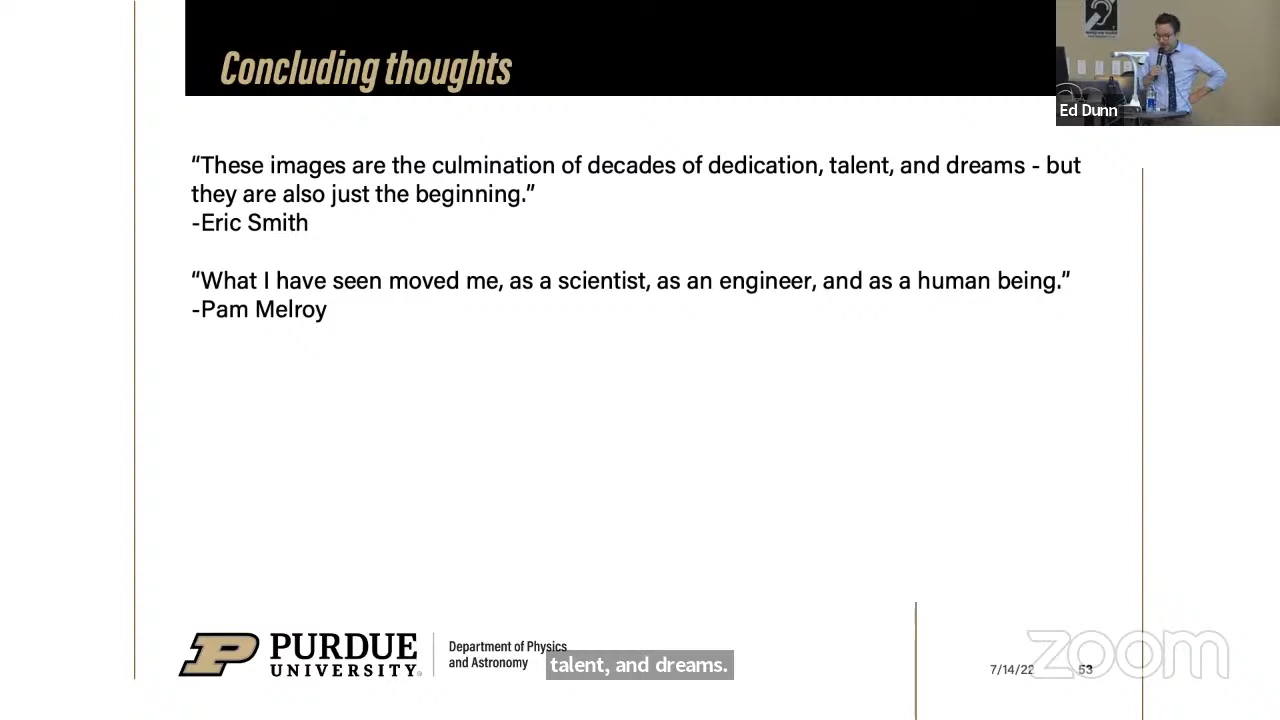 Concluding thoughts
Ed Dunn
“These images are the culmination of decades of dedication, talent, and dreams - but
they are also just the beginning.”
-Eric Smith
“What I have seen moved me, as a scientist, as an engineer, and as a human being.”
-Pam Melroy
PURDUE
UNIVERSITY®
Department of Physics
and Astronomy
talent, and dreams.
7/14/22
53
zoom